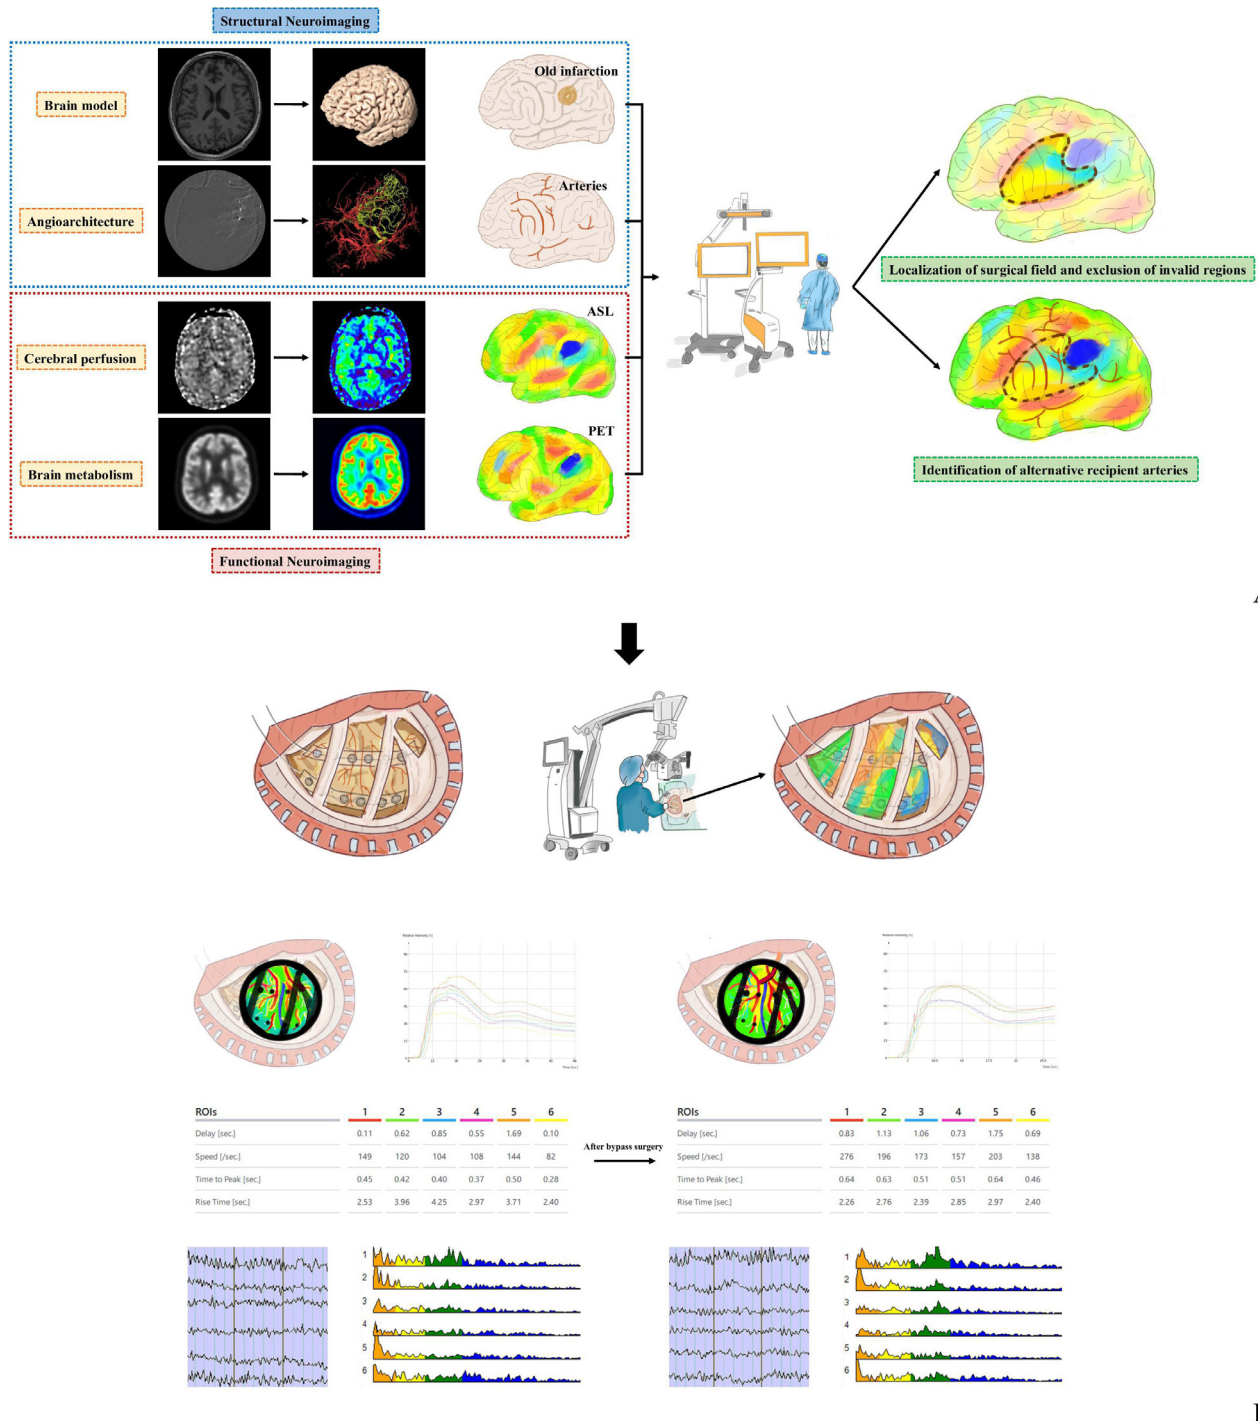 Structural Neuroimaging
Brain model
Old infarction
Angioarchitecture
Arteries
Localization of surgical field and exclusion of invalid regions
Cerebral perfusion
ASL
Brain metabolism
PET
Identification of alternative recipient arteries
Functional Neuroimaging
Relative Intensity [%]
Time [sec.]
Relative Intensity [%]
Time [sec.]
ROIs 1 2 3 4 5 6
Delay [sec.] 0.11 0.62 0.85 0.55 1.69 0.10
Speed [/sec.] 149 120 104 108 144 82
Time to Peak [sec.] 0.45 0.42 0.40 0.37 0.50 0.28
Rise Time [sec.] 2.53 3.96 4.25 2.97 3.71 2.40
After bypass surgery
ROIs 1 2 3 4 5 6
Delay [sec.] 0.83 1.13 1.06 0.73 1.75 0.69
Speed [/sec.] 276 196 173 157 203 138
Time to Peak [sec.] 0.64 0.63 0.51 0.51 0.64 0.46
Rise Time [sec.] 2.26 2.76 2.39 2.85 2.97 2.40
1
2
3
4
5
6
1
2
3
4
5
6